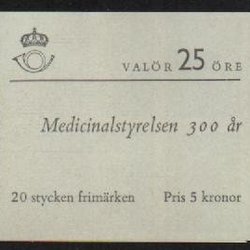 VALÖR 25 ÖRE
Medicinalstyrelsen 300 år
20 stycken frimärken Pris 5 kronor